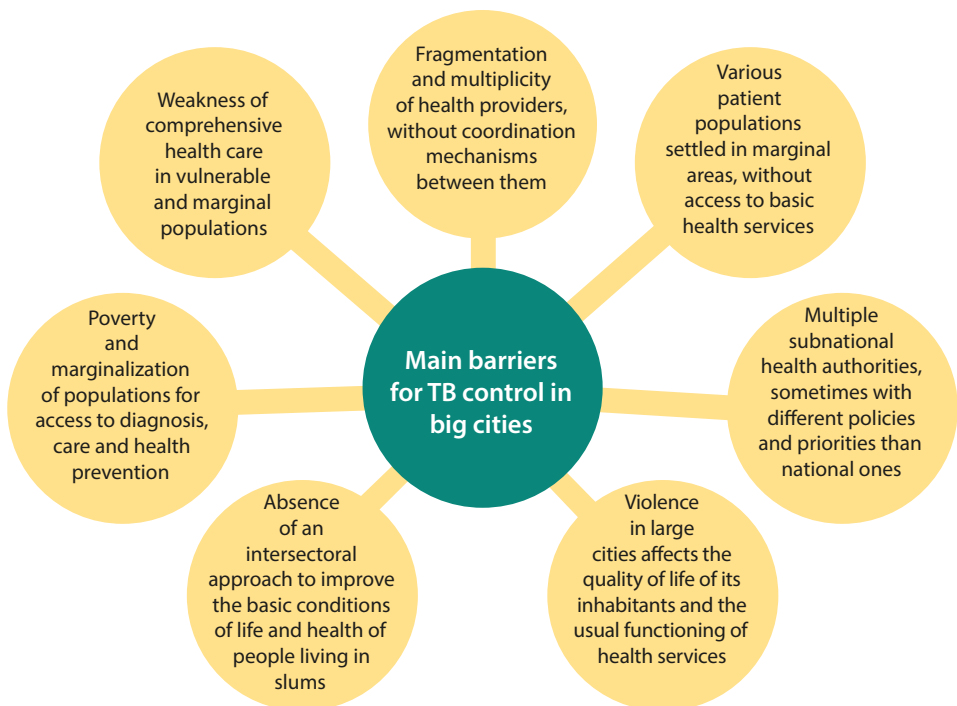 Fragmentation
and multiplicity
of health providers,
without coordination
mechanisms
between them
Various
patient
populations
settled in marginal
areas, without
access to basic
health services
Multiple
subnational
health authorities,
sometimes with
different policies
and priorities than
national ones
Violence
in large
cities affects the
quality of life of its
inhabitants and the
usual functioning of
health services
Absence
of an
intersectoral
approach to improve
the basic conditions
of life and health of
people living in
slums
Poverty
and
marginalization
of populations for
access to diagnosis,
care and health
prevention
Weakness of
comprehensive
health care
in vulnerable
and marginal
populations
Main barriers
for TB control in
big cities